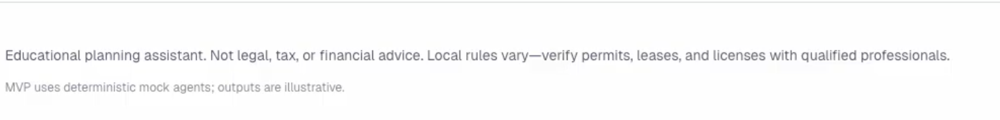 Educational planning assistant. Not legal, tax, or financial advice. Local rules vary—verify permits, leases, and licenses with qualified professionals.
MVP uses deterministic mock agents; outputs are illustrative.